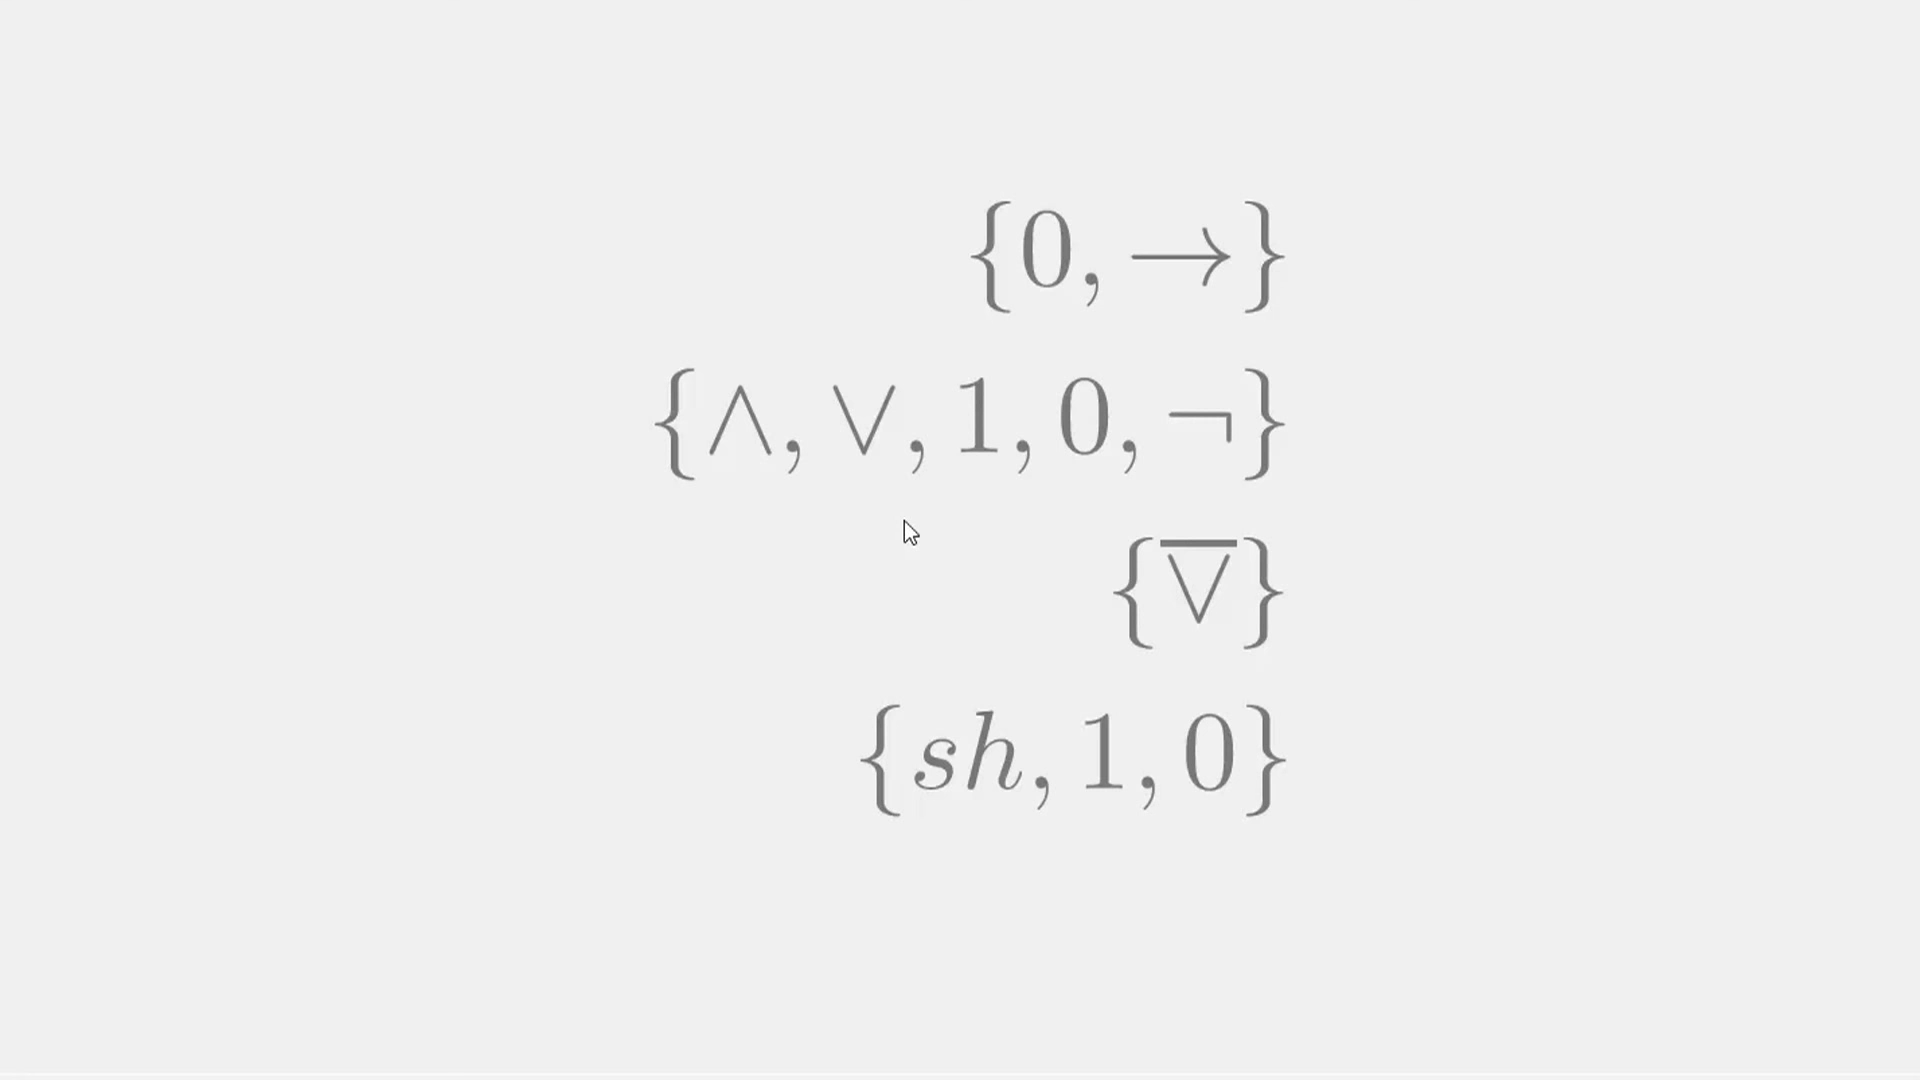 {0, →}
{∧, ∨, 1, 0, ¬}
{∨̅}
{sh, 1, 0}